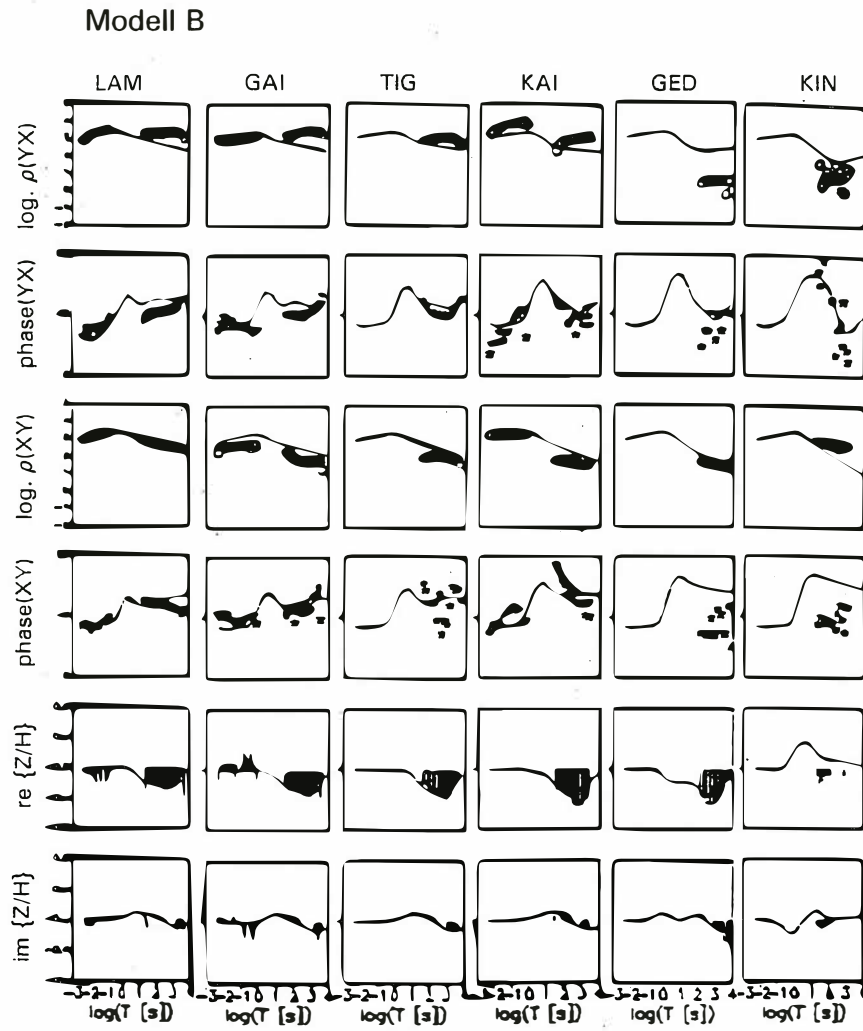 Modell B
LAM GAI TIG KAI GED KIN
log. ρ(YX)
phase(YX)
log. ρ(XY)
phase(XY)
re {Z/H}
im {Z/H}
log(T [s]) log(T [s]) log(T [s]) log(T [s]) log(T [s]) log(T [s])